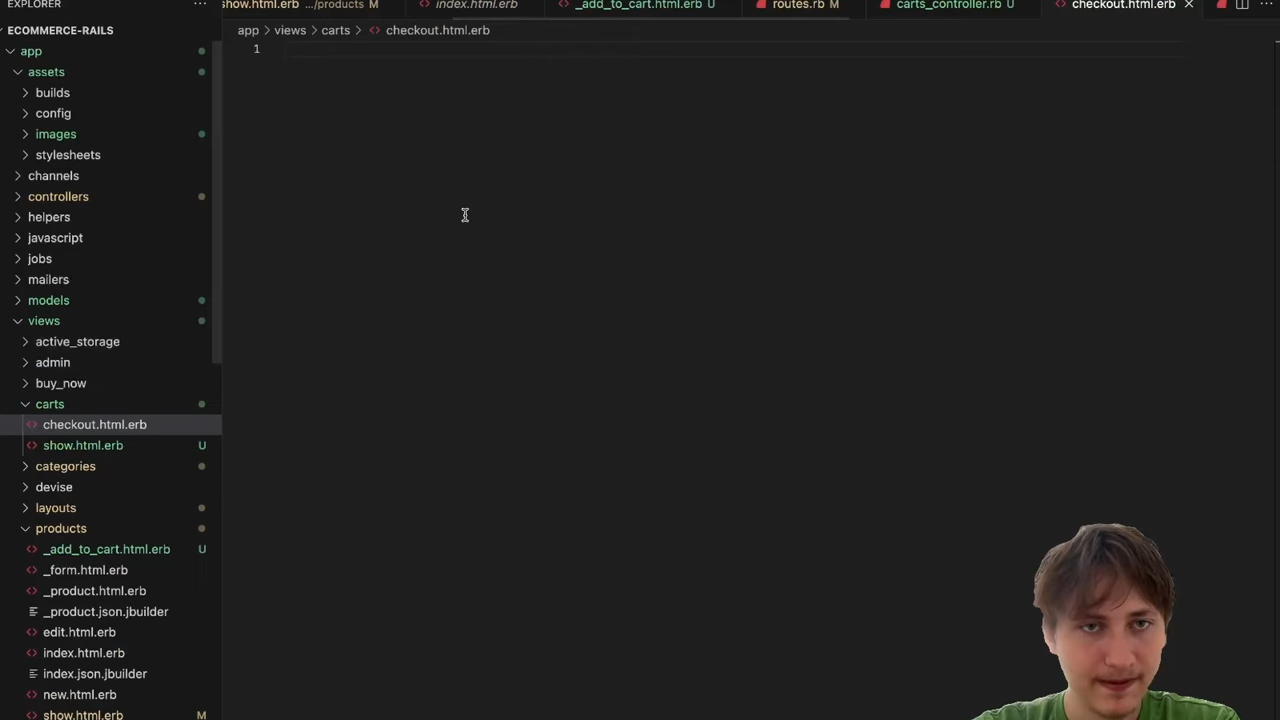 EXPLORER
show.html.erb .../products M
index.html.erb
_add_to_cart.html.erb U
routes.rb M
carts_controller.rb U
checkout.html.erb
ECOMMERCE-RAILS
app > views > carts > checkout.html.erb
1
app
assets
builds
config
images
stylesheets
channels
controllers
helpers
javascript
jobs
mailers
models
views
active_storage
admin
buy_now
carts
checkout.html.erb
show.html.erb U
categories
devise
layouts
products
_add_to_cart.html.erb U
_form.html.erb
_product.html.erb
_product.json.jbuilder
edit.html.erb
index.html.erb
index.json.jbuilder
new.html.erb
show.html.erb M